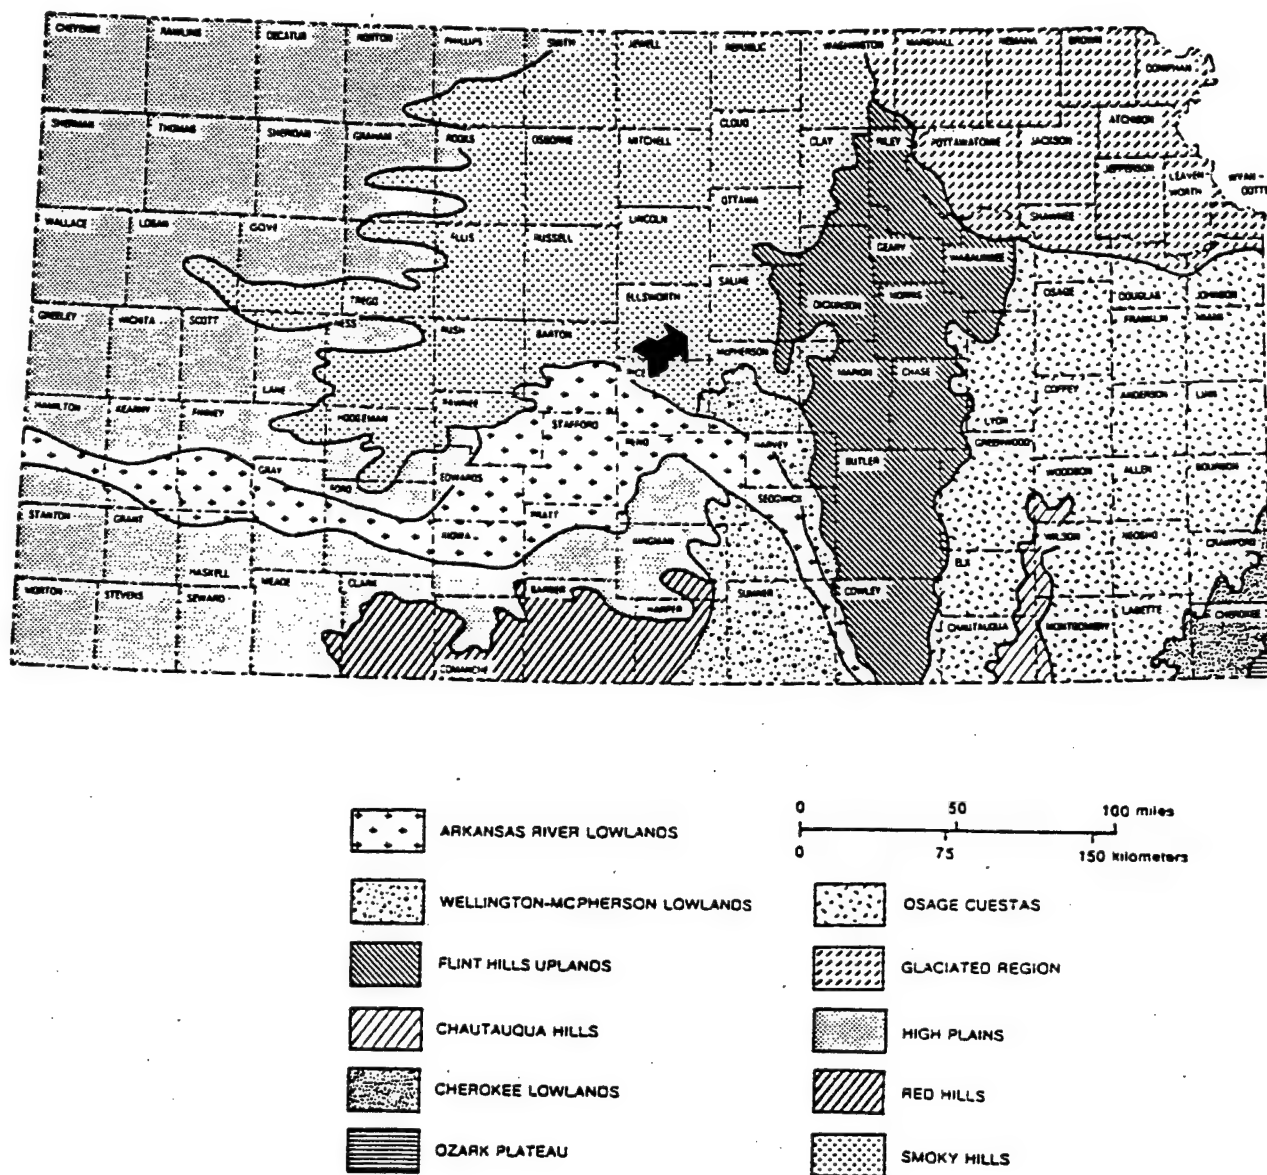 CHEYENNE RAWLINS DECATUR NORTON PHILLIPS SMITH JEWELL REPUBLIC WASHINGTON MARSHALL NEMAHA BROWN DONIPHAN
SHERMAN THOMAS SHERIDAN GRAHAM ROOKS OSBORNE MITCHELL CLOUD CLAY RILEY POTTAWATOMIE JACKSON ATCHISON
JEFFERSON LEAVEN-WORTH WYAN-DOTTE
WALLACE LOGAN GOVE TREGO ELLIS RUSSELL LINCOLN OTTAWA GEARY WABAUNSEE SHAWNEE
SALINE DICKINSON MORRIS OSAGE DOUGLAS JOHNSON
GREELEY WICHITA SCOTT LANE NESS RUSH BARTON ELLSWORTH RICE MCPHERSON MARION CHASE FRANKLIN MIAMI
HAMILTON KEARNY FINNEY HODGEMAN PAWNEE STAFFORD RENO HARVEY BUTLER LYON GREENWOOD COFFEY ANDERSON LINN
GRAY FORD EDWARDS SEDGWICK WOODSON ALLEN BOURBON
STANTON GRANT HASKELL KIOWA PRATT KINGMAN ELK WILSON NEOSHO CRAWFORD
MORTON STEVENS SEWARD MEADE CLARK COMANCHE BARBER HARPER SUMNER COWLEY CHAUTAUQUA MONTGOMERY LABETTE CHEROKEE
0 50 100 miles
0 75 150 kilometers
ARKANSAS RIVER LOWLANDS
WELLINGTON-MCPHERSON LOWLANDS
FLINT HILLS UPLANDS
CHAUTAUQUA HILLS
CHEROKEE LOWLANDS
OZARK PLATEAU
OSAGE CUESTAS
GLACIATED REGION
HIGH PLAINS
RED HILLS
SMOKY HILLS